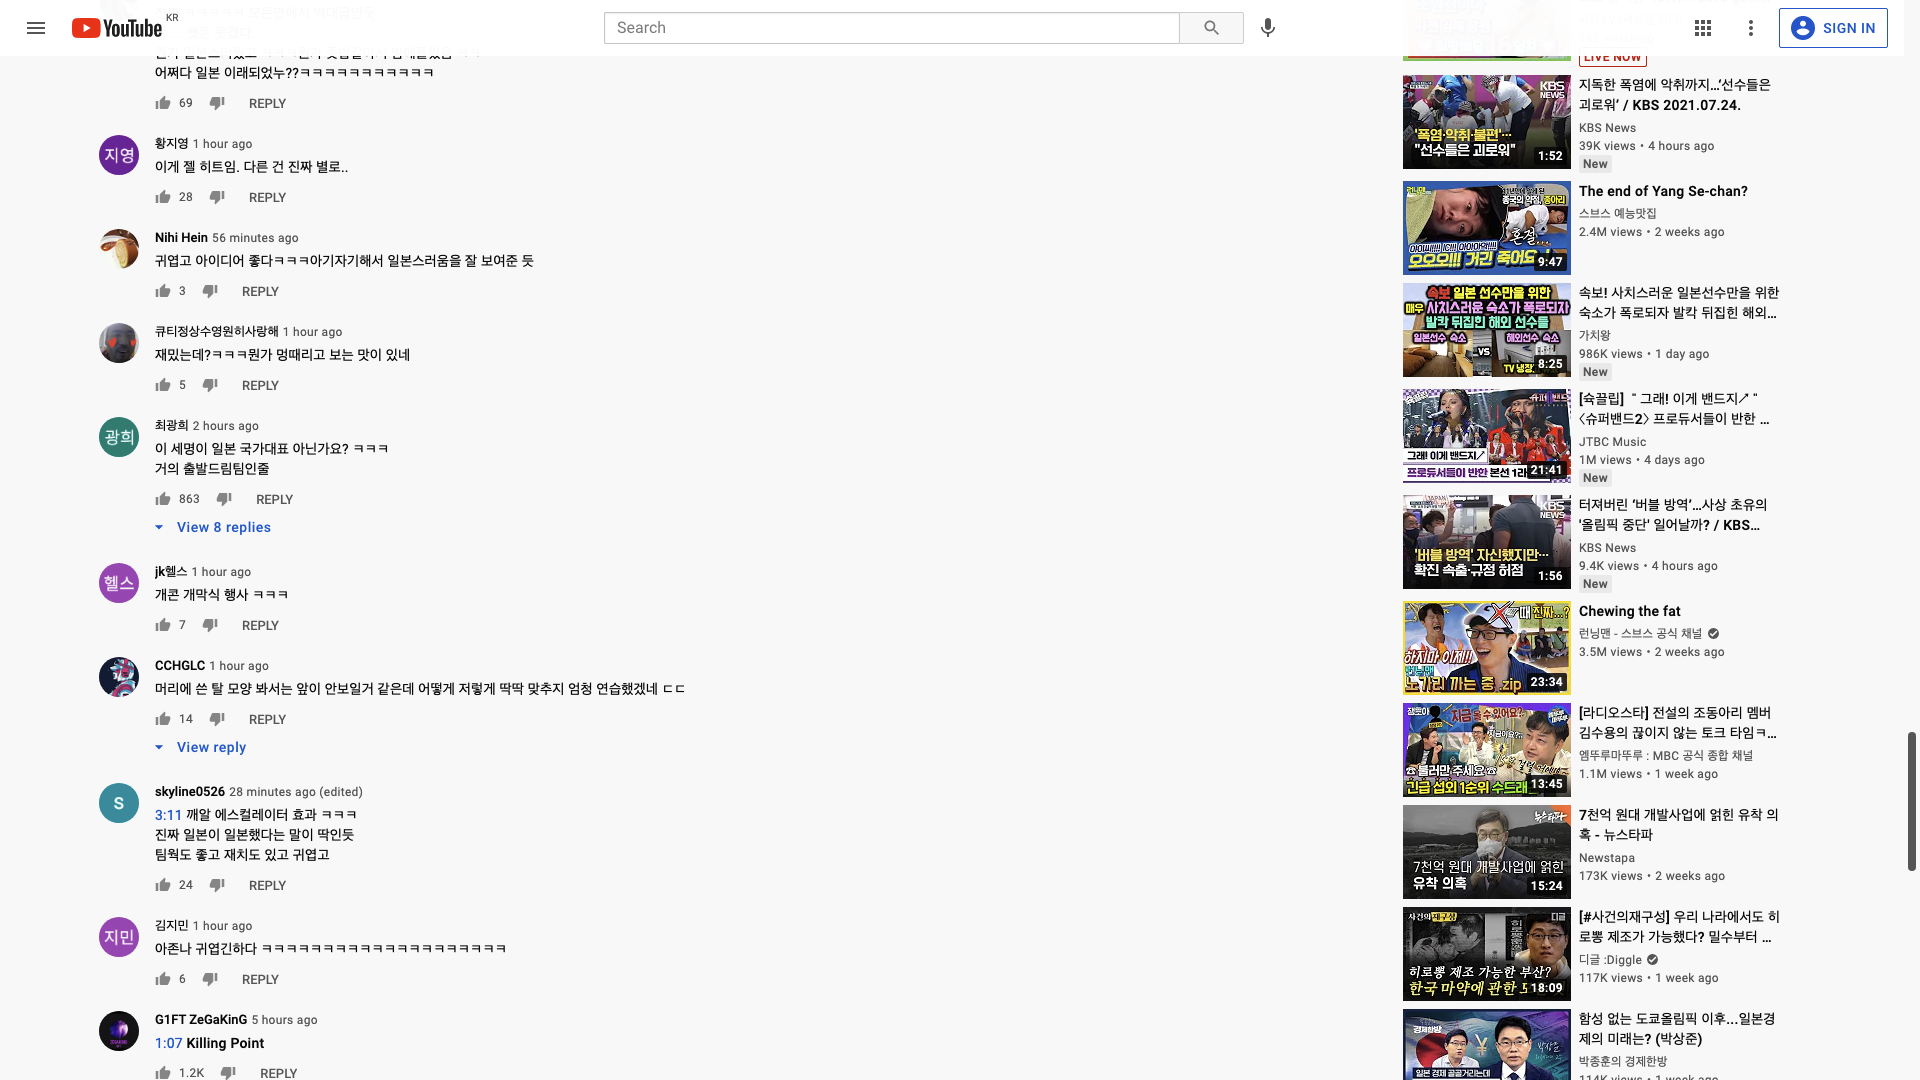 YouTube KR
Search
SIGN IN
어쩌다 일본 이래되었누??ㅋㅋㅋㅋㅋㅋㅋㅋㅋㅋㅋ
69 REPLY
지영
황지영 1 hour ago
이게 젤 히트임. 다른 건 진짜 별로..
28 REPLY
Nihi Hein 56 minutes ago
귀엽고 아이디어 좋다ㅋㅋㅋ아기자기해서 일본스러움을 잘 보여준 듯
3 REPLY
큐티정상수영원히사랑해 1 hour ago
재밌는데?ㅋㅋㅋ뭔가 멍때리고 보는 맛이 있네
5 REPLY
광희
최광희 2 hours ago
이 세명이 일본 국가대표 아닌가요? ㅋㅋㅋ
거의 출발드림팀인줄
863 REPLY
View 8 replies
헬스
jk헬스 1 hour ago
개콘 개막식 행사 ㅋㅋㅋ
7 REPLY
CCHGLC 1 hour ago
머리에 쓴 탈 모양 봐서는 앞이 안보일거 같은데 어떻게 저렇게 딱딱 맞추지 엄청 연습했겠네 ㄷㄷ
14 REPLY
View reply
S
skyline0526 28 minutes ago (edited)
3:11 깨알 에스컬레이터 효과 ㅋㅋㅋ
진짜 일본이 일본했다는 말이 딱인듯
팀웍도 좋고 재치도 있고 귀엽고
24 REPLY
지민
김지민 1 hour ago
아존나 귀엽긴하다 ㅋㅋㅋㅋㅋㅋㅋㅋㅋㅋㅋㅋㅋㅋㅋㅋㅋㅋㅋㅋ
6 REPLY
G1FT ZeGaKinG 5 hours ago
1:07 Killing Point
1.2K REPLY
LIVE NOW
KBS
NEWS
'폭염·악취·불편'…
"선수들은 괴로워"
1:52
지독한 폭염에 악취까지…‘선수들은
괴로워’ / KBS 2021.07.24.
KBS News
39K views • 4 hours ago
New
오오오!!! 거긴 죽어요
9:47
The end of Yang Se-chan?
스브스 예능맛집
2.4M views • 2 weeks ago
속보 일본 선수만을 위한
매우 사치스러운 숙소가 폭로되자
발칵 뒤집힌 해외 선수들
일본선수 숙소
VS
해외선수 숙소
8:25
속보! 사치스러운 일본선수만을 위한
숙소가 폭로되자 발칵 뒤집힌 해외...
가치왕
986K views • 1 day ago
New
그래! 이게 밴드지↗
프로듀서들이 반한 본선 1라
21:41
[슉끌립] ＂그래! 이게 밴드지↗＂
〈슈퍼밴드2〉 프로듀서들이 반한 ...
JTBC Music
1M views • 4 days ago
New
KBS
NEWS
'버블 방역' 자신했지만…
확진 속출·규정 허점
1:56
터져버린 ‘버블 방역’…사상 초유의
'올림픽 중단' 일어날까? / KBS...
KBS News
9.4K views • 4 hours ago
New
때 진짜...?
하지마 이제!!
런닝맨
노가리 까는 중 .zip
23:34
Chewing the fat
런닝맨 - 스브스 공식 채널
3.5M views • 2 weeks ago
지금 올 수 있어요?
불러만 주세요
긴급 섭외 1순위 수드래
13:45
[라디오스타] 전설의 조동아리 멤버
김수용의 끊이지 않는 토크 타임ㅋ...
엠뚜루마뚜루 : MBC 공식 종합 채널
1.1M views • 1 week ago
뉴스타파
7천억 원대 개발사업에 얽힌
유착 의혹
15:24
7천억 원대 개발사업에 얽힌 유착 의
혹 - 뉴스타파
Newstapa
173K views • 2 weeks ago
사건의재구성
디글
히로뽕 제조 가능한 부산?
한국 마약에 관한 모
18:09
[#사건의재구성] 우리 나라에서도 히
로뽕 제조가 가능했다? 밀수부터 ...
디글 :Diggle
117K views • 1 week ago
경제한방
일본 경제 골골거리는데
함성 없는 도쿄올림픽 이후…일본경
제의 미래는? (박상준)
박종훈의 경제한방
114K views • 1 week ago